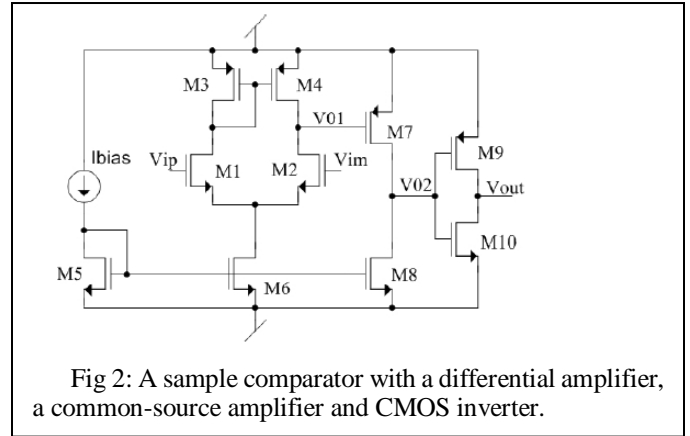 M3
M4
V01
M7
M9
Ibias
Vip
M1
M2
Vim
V02
Vout
M10
M5
M6
M8
Fig 2: A sample comparator with a differential amplifier,
a common-source amplifier and CMOS inverter.